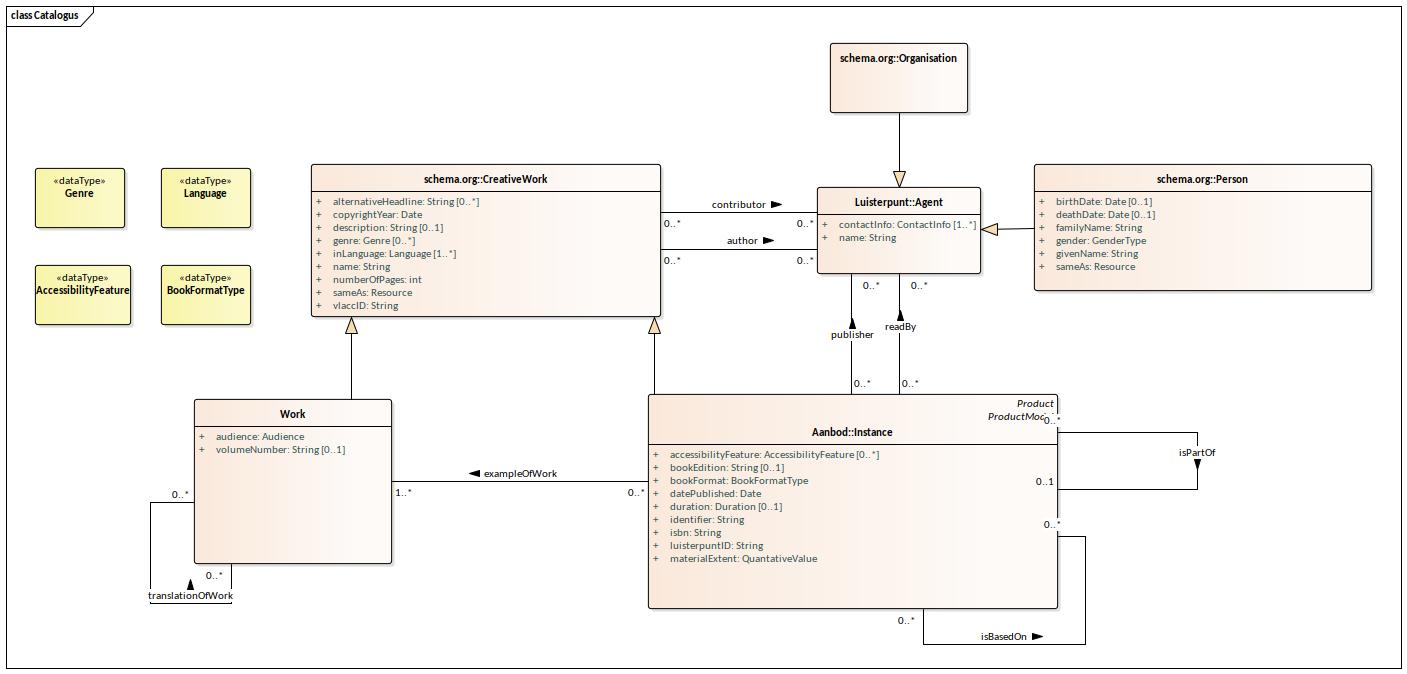 class Catalogus
schema.org::Organisation
«dataType»
Genre
«dataType»
Language
«dataType»
AccessibilityFeature
«dataType»
BookFormatType
schema.org::CreativeWork
+ alternativeHeadline: String [0..*]
+ copyrightYear: Date
+ description: String [0..1]
+ genre: Genre [0..*]
+ inLanguage: Language [1..*]
+ name: String
+ numberOfPages: int
+ sameAs: Resource
+ vlaccID: String
contributor
0..*
0..*
author
0..*
0..*
Luisterpunt::Agent
+ contactInfo: ContactInfo [1..*]
+ name: String
schema.org::Person
+ birthDate: Date [0..1]
+ deathDate: Date [0..1]
+ familyName: String
+ gender: GenderType
+ givenName: String
+ sameAs: Resource
0..*
0..*
publisher
readBy
0..*
0..*
Work
+ audience: Audience
+ volumeNumber: String [0..1]
0..*
0..*
translationOfWork
exampleOfWork
1..*
0..*
Product
ProductMod
Aanbod::Instance
+ accessibilityFeature: AccessibilityFeature [0..*]
+ bookEdition: String [0..1]
+ bookFormat: BookFormatType
+ datePublished: Date
+ duration: Duration [0..1]
+ identifier: String
+ isbn: String
+ luisterpuntID: String
+ materialExtent: QuantativeValue
0..*
isPartOf
0..1
0..*
0..*
isBasedOn